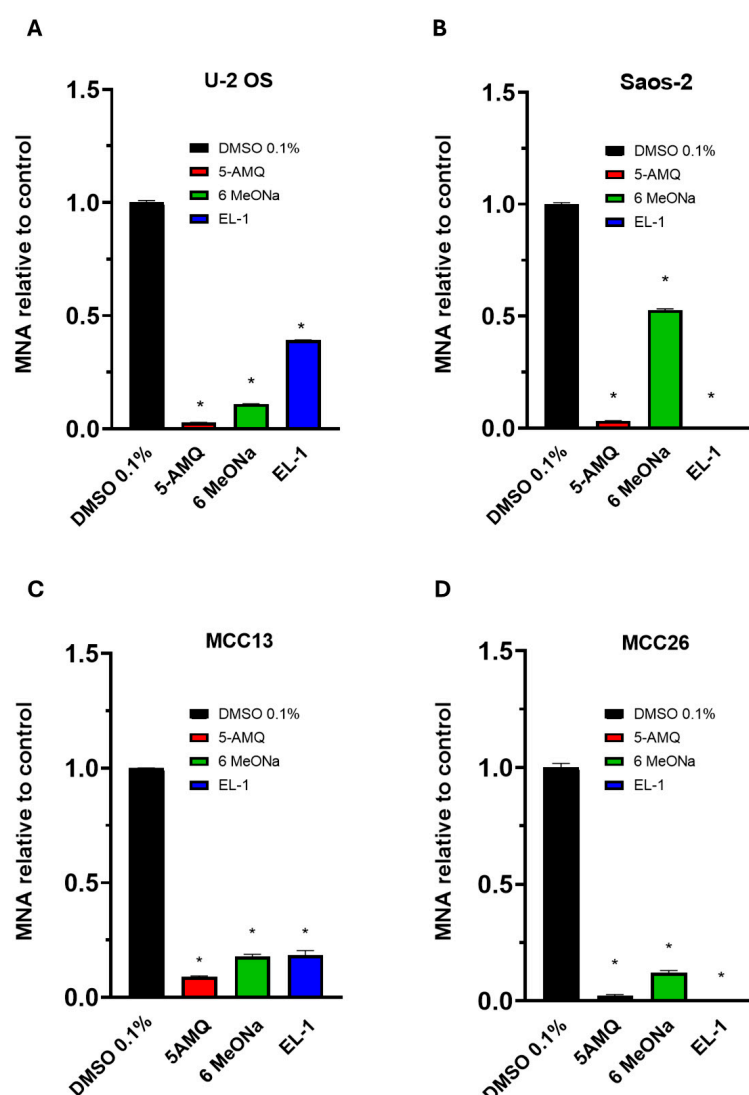 A
U-2 OS
MNA relative to control
1.5
1.0
0.5
0.0
DMSO 0.1%
5-AMQ
6 MeONa
EL-1
*
*
*
DMSO 0.1%
5-AMQ
6 MeONa
EL-1
B
Saos-2
MNA relative to control
1.5
1.0
0.5
0.0
DMSO 0.1%
5-AMQ
6 MeONa
EL-1
*
*
*
DMSO 0.1%
5-AMQ
6 MeONa
EL-1
C
MCC13
MNA relative to control
1.5
1.0
0.5
0.0
DMSO 0.1%
5-AMQ
6 MeONa
EL-1
*
*
*
DMSO 0.1%
5AMQ
6 MeONa
EL-1
D
MCC26
MNA relative to control
1.5
1.0
0.5
0.0
DMSO 0.1%
5-AMQ
6 MeONa
EL-1
*
*
*
DMSO 0.1%
5AMQ
6 MeONa
EL-1